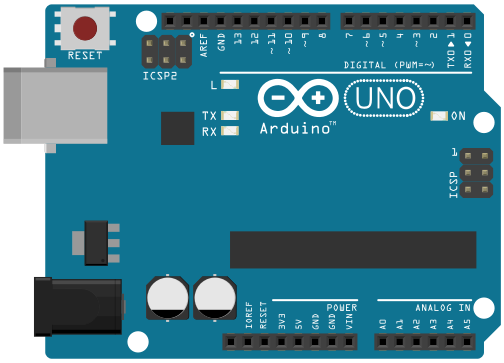 RESET
ICSP2
AREF
GND
13
12
~11
~10
~9
8
7
~6
~5
4
~3
2
TX0▶1
RX0◀0
DIGITAL (PWM=~)
L
TX
RX
Arduino™
UNO
ON
1
ICSP
POWER
ANALOG IN
IOREF
RESET
3V3
5V
GND
GND
VIN
A0
A1
A2
A3
A4
A5